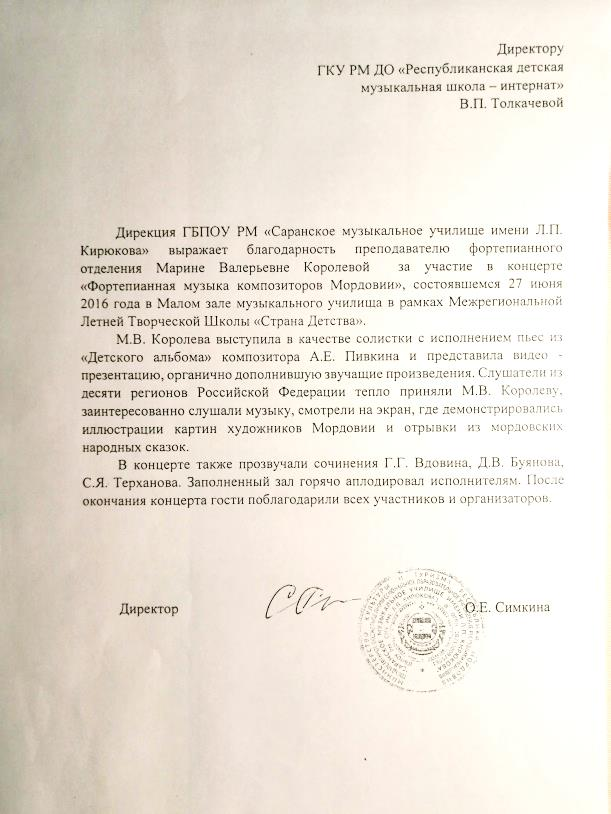 Директору
ГКУ РМ ДО «Республиканская детская
музыкальная школа – интернат»
В.П. Толкачевой
Дирекция ГБПОУ РМ «Саранское музыкальное училище имени Л.П.
Кирюкова» выражает благодарность преподавателю фортепианного
отделения Марине Валерьевне Королевой за участие в концерте
«Фортепианная музыка композиторов Мордовии», состоявшемся 27 июня
2016 года в Малом зале музыкального училища в рамках Межрегиональной
Летней Творческой Школы «Страна Детства».
М.В. Королева выступила в качестве солистки с исполнением пьес из
«Детского альбома» композитора А.Е. Пивкина и представила видео -
презентацию, органично дополнившую звучащие произведения. Слушатели из
десяти регионов Российской Федерации тепло приняли М.В. Королеву,
заинтересованно слушали музыку, смотрели на экран, где демонстрировались
иллюстрации картин художников Мордовии и отрывки из мордовских
народных сказок.
В концерте также прозвучали сочинения Г.Г. Вдовина, Д.В. Буянова,
С.Я. Терханова. Заполненный зал горячо аплодировал исполнителям. После
окончания концерта гости поблагодарили всех участников и организаторов.
Директор
О.Е. Симкина